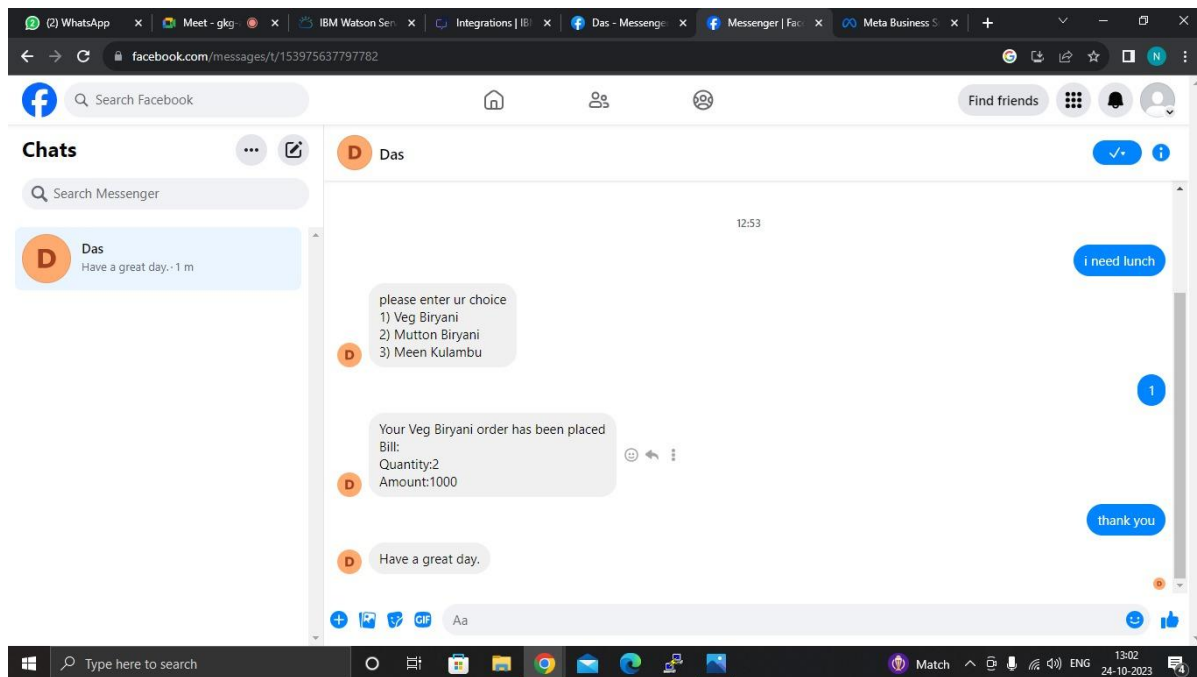 (2) WhatsApp
Meet - gkg-
IBM Watson Ser
Integrations | IB
Das - Messenge
Messenger | Fac
Meta Business S
facebook.com/messages/t/153975637797782
N
Search Facebook
Find friends
Chats
D
Das
Search Messenger
12:53
D
Das
Have a great day. · 1 m
i need lunch
please enter ur choice
1) Veg Biryani
2) Mutton Biryani
3) Meen Kulambu
D
1
Your Veg Biryani order has been placed
Bill:
Quantity:2
Amount:1000
D
thank you
Have a great day.
D
D
GIF
Aa
Type here to search
Match
ENG
13:02
24-10-2023
4